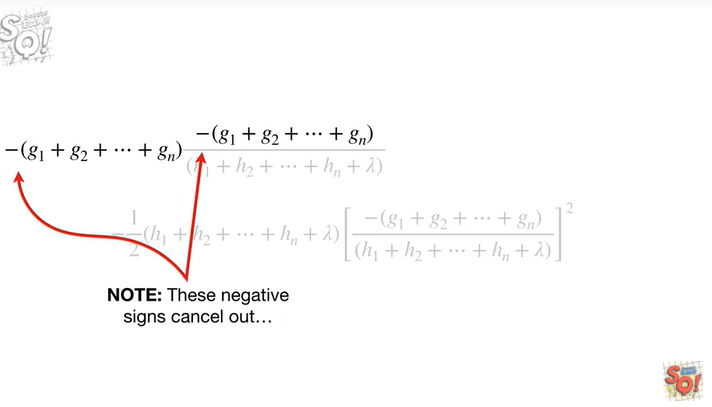 −(g₁ + g₂ + ⋯ + gₙ) −(g₁ + g₂ + ⋯ + gₙ)
(h₁ + h₂ + ⋯ + hₙ + λ)
−1/2(h₁ + h₂ + ⋯ + hₙ + λ)[−(g₁ + g₂ + ⋯ + gₙ)
(h₁ + h₂ + ⋯ + hₙ + λ)]²
NOTE: These negative
signs cancel out…
SQ!